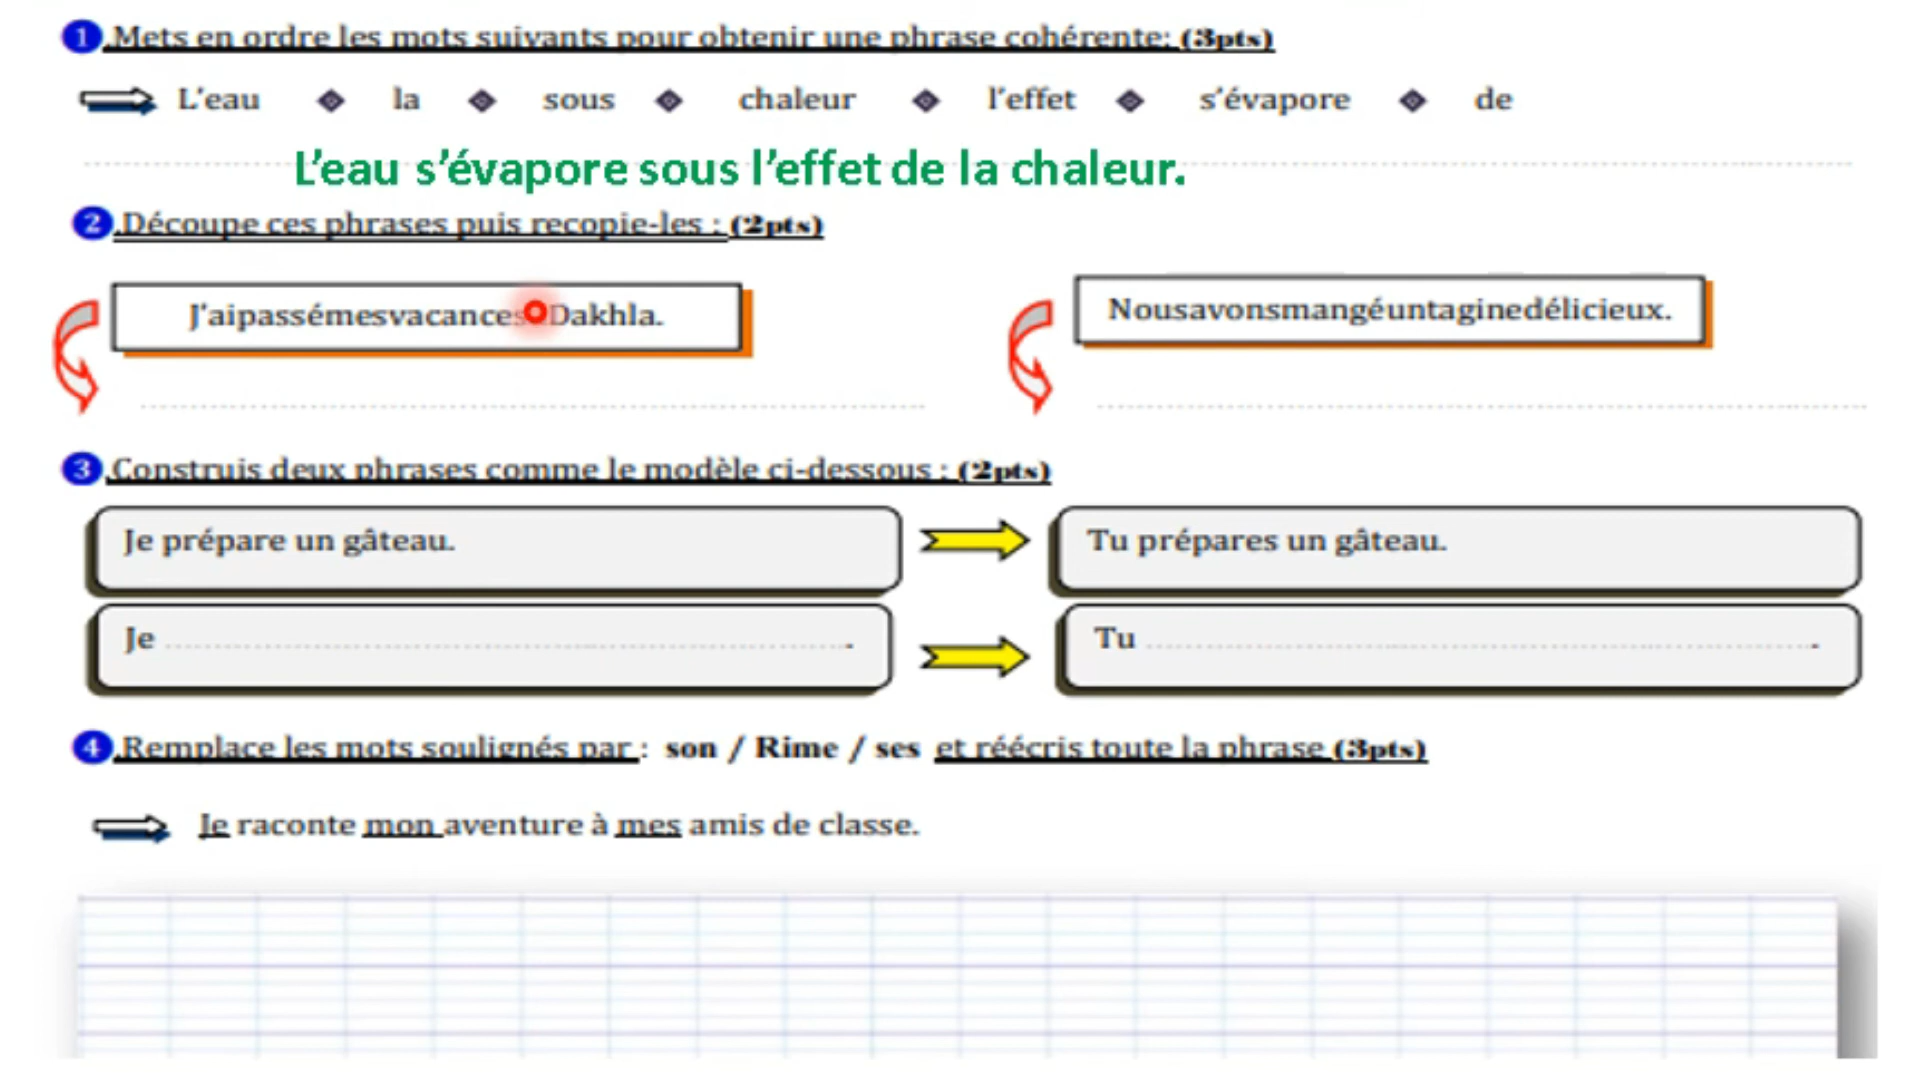 1 .Mets en ordre les mots suivants pour obtenir une phrase cohérente: (3pts)
L'eau la sous chaleur l'effet s'évapore de
L'eau s'évapore sous l'effet de la chaleur.
2 .Découpe ces phrases puis recopie-les : (2pts)
J'aipassémesvacances Dakhla.
Nousavonsmangéuntaginedélicieux.
3 .Construis deux phrases comme le modèle ci-dessous : (2pts)
Je prépare un gâteau.
Tu prépares un gâteau.
Je ........................................ .
Tu ........................................ .
4 .Remplace les mots soulignés par : son / Rime / ses et réécris toute la phrase (3pts)
Je raconte mon aventure à mes amis de classe.